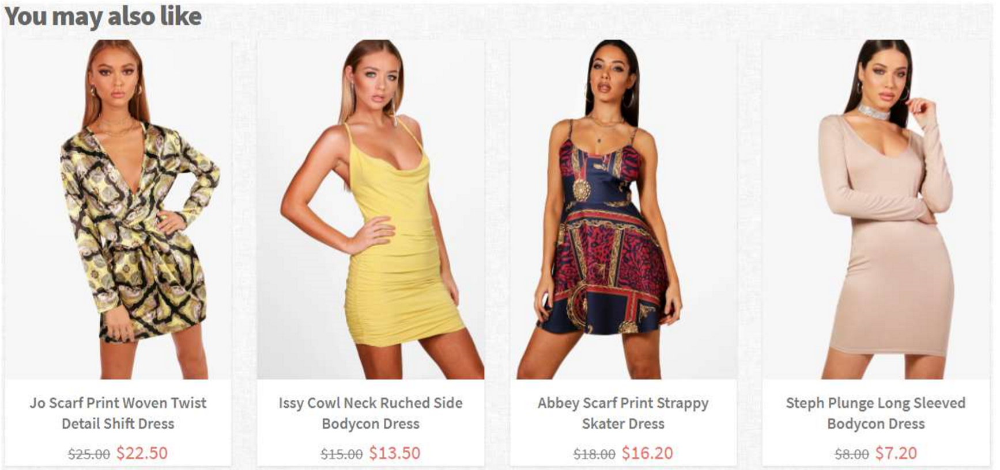 You may also like
Jo Scarf Print Woven Twist
Detail Shift Dress
$25.00 $22.50
Issy Cowl Neck Ruched Side
Bodycon Dress
$15.00 $13.50
Abbey Scarf Print Strappy
Skater Dress
$18.00 $16.20
Steph Plunge Long Sleeved
Bodycon Dress
$8.00 $7.20